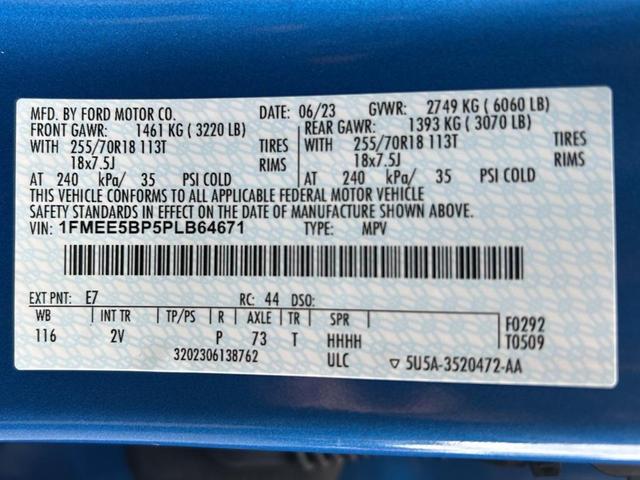 MFD. BY FORD MOTOR CO. DATE: 06/23 GVWR: 2749 KG ( 6060 LB)
FRONT GAWR: 1461 KG ( 3220 LB) REAR GAWR: 1393 KG ( 3070 LB)
WITH 255/70R18 113T TIRES WITH 255/70R18 113T TIRES
18x7.5J RIMS 18x7.5J RIMS
AT 240 kPa/ 35 PSI COLD AT 240 kPa/ 35 PSI COLD
THIS VEHICLE CONFORMS TO ALL APPLICABLE FEDERAL MOTOR VEHICLE
SAFETY STANDARDS IN EFFECT ON THE DATE OF MANUFACTURE SHOWN ABOVE.
VIN: 1FMEE5BP5PLB64671 TYPE: MPV
EXT PNT: E7 RC: 44 DSO:
WB INT TR TP/PS R AXLE TR SPR F0292
116 2V P 73 T HHHH T0509
3202306138762 ULC ▽ 5U5A-3520472-AA